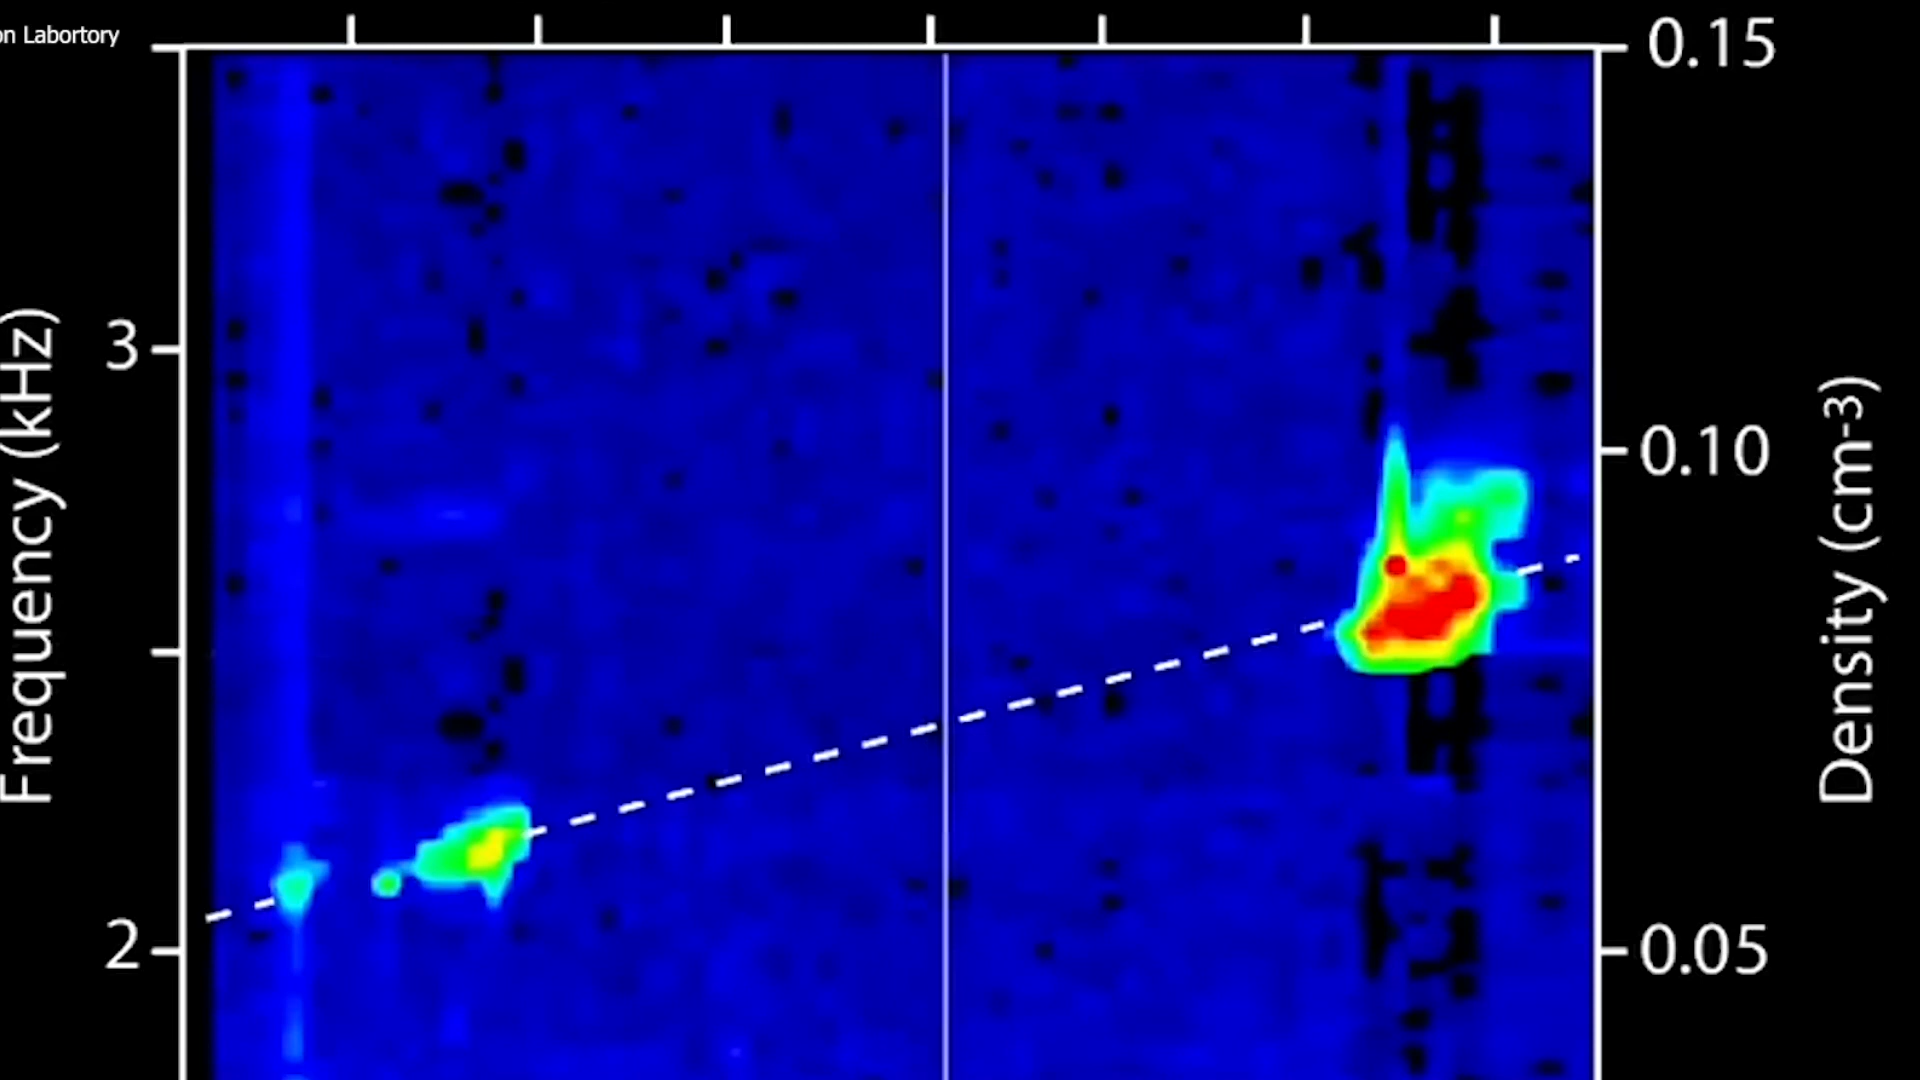 on Labortory
0.15
3
Frequency (kHz)
0.10
Density (cm-3)
2
0.05